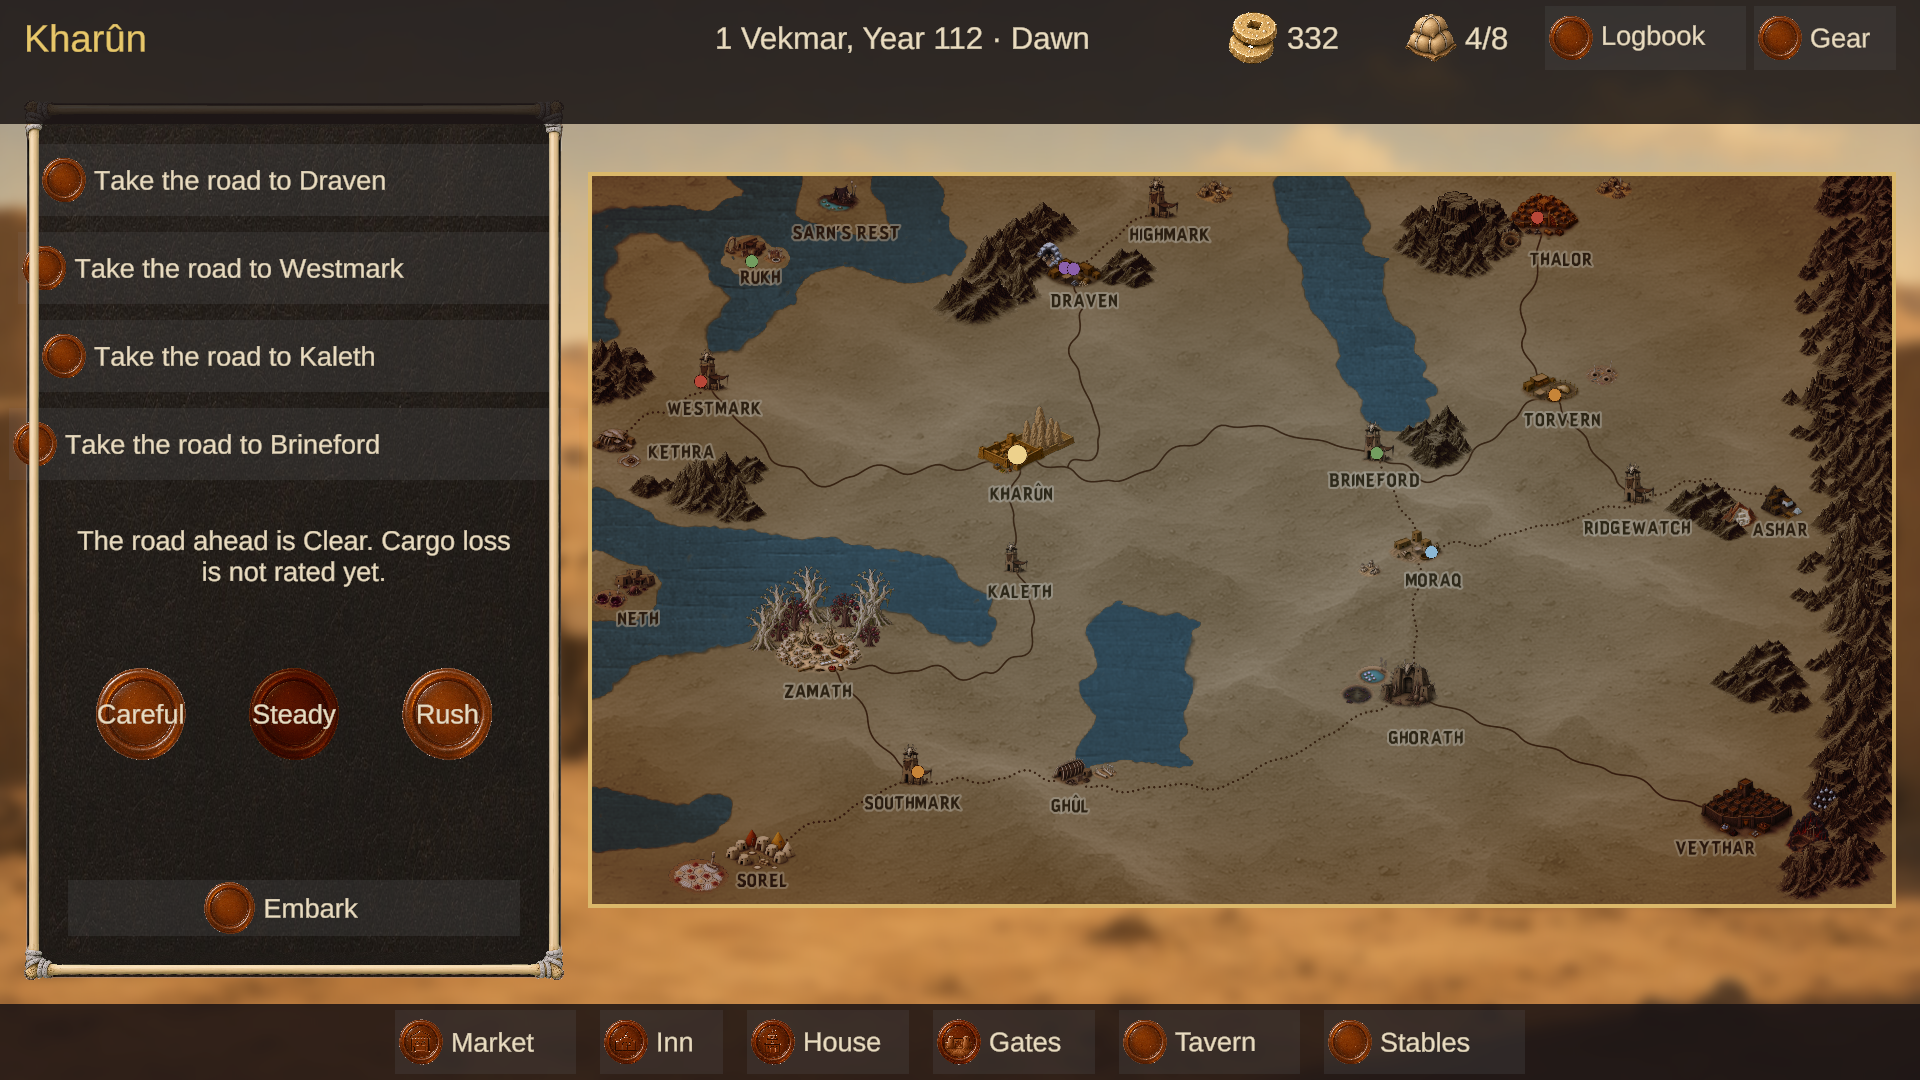 Kharûn
1 Vekmar, Year 112 · Dawn
332
4/8
Logbook
Gear
Take the road to Draven
Take the road to Westmark
Take the road to Kaleth
Take the road to Brineford
The road ahead is Clear. Cargo loss
is not rated yet.
Careful
Steady
Rush
Embark
SARN'S REST
HIGHMARK
RUKH
THALOR
DRAVEN
WESTMARK
TORVERN
KETHRA
BRINEFORD
KHARÛN
RIDGEWATCH
ASHAR
MORAQ
KALETH
NETH
ZAMATH
GHORATH
SOUTHMARK
GHÛL
VEYTHAR
SOREL
Market
Inn
House
Gates
Tavern
Stables